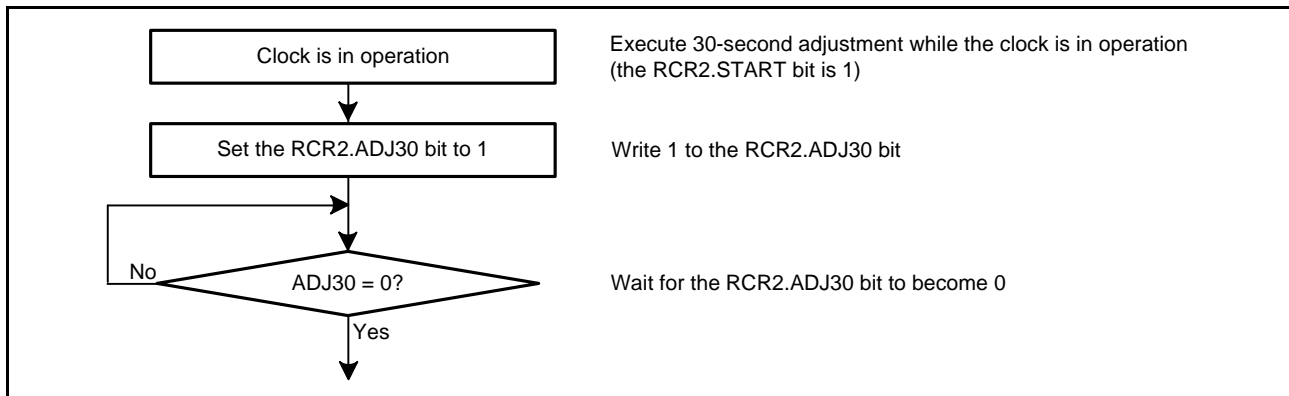 Clock is in operation
Execute 30-second adjustment while the clock is in operation
(the RCR2.START bit is 1)
Set the RCR2.ADJ30 bit to 1
Write 1 to the RCR2.ADJ30 bit
No
ADJ30 = 0?
Wait for the RCR2.ADJ30 bit to become 0
Yes